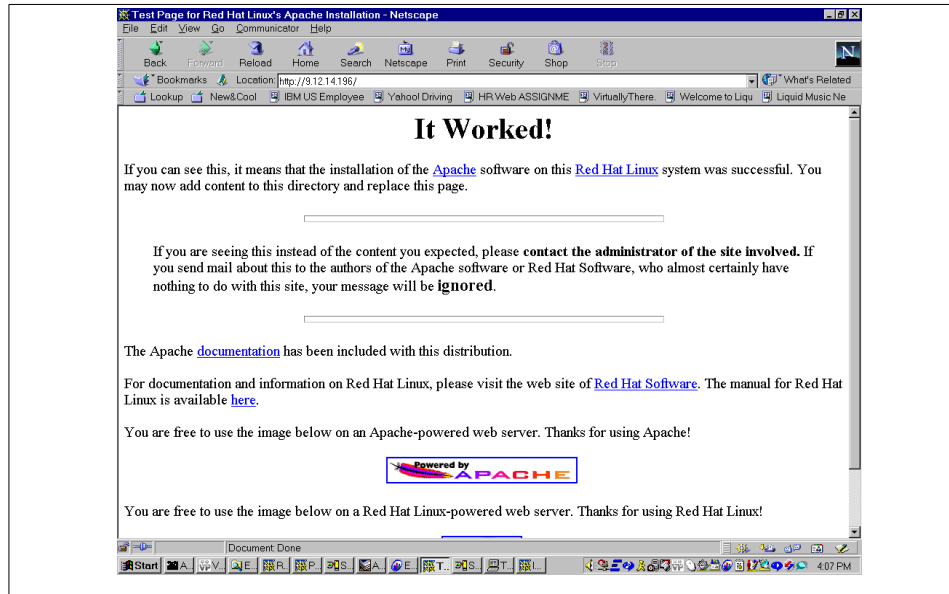 Test Page for Red Hat Linux's Apache Installation - Netscape
File Edit View Go Communicator Help
Back Forward Reload Home Search Netscape Print Security Shop Stop
Bookmarks Location: http://9.12.14.196/ What's Related
Lookup New&Cool IBM US Employee Yahoo! Driving HR Web ASSIGNME VirtuallyThere. Welcome to Liqu Liquid Music Ne
It Worked!
If you can see this, it means that the installation of the Apache software on this Red Hat Linux system was successful. You
may now add content to this directory and replace this page.
If you are seeing this instead of the content you expected, please contact the administrator of the site involved. If
you send mail about this to the authors of the Apache software or Red Hat Software, who almost certainly have
nothing to do with this site, your message will be ignored.
The Apache documentation has been included with this distribution.
For documentation and information on Red Hat Linux, please visit the web site of Red Hat Software. The manual for Red Hat
Linux is available here.
You are free to use the image below on an Apache-powered web server. Thanks for using Apache!
Powered by
APACHE
You are free to use the image below on a Red Hat Linux-powered web server. Thanks for using Red Hat Linux!
Document: Done
Start A... V... E... R... P... S... A... E... T... S... T... I... 4:07 PM